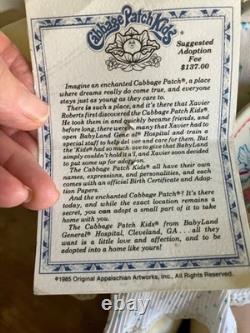 Cabbage Patch Kids®
Suggested
Adoption
Fee
$137.00
Imagine an enchanted Cabbage Patch®, a place
where dreams really do come true, and everyone
stays just as young as they care to.
There is such a place, and it's there that Xavier
Roberts first discovered the Cabbage Patch Kids®.
He took them in and quickly became friends, and
before long, there were so many that Xavier had to
open BabyLand General® Hospital and train a
special staff to help deliver and care for them. But
the 'Kids® had so much love to give that BabyLand
simply couldn't hold it all, and Xavier soon decided
to put them up for adoption.
The Cabbage Patch Kids® all have their own
names, expressions, and personalities, and each
comes with an official Birth Certificate and Adoption
Papers.
And the enchanted Cabbage Patch®? It's there
today, and while the exact location remains a
secret, you can adopt a small part of it to take
home with you.
The Cabbage Patch Kids® from BabyLand
General® Hospital, Cleveland, GA... all they
want is a little love and affection, and to be
adopted into a home like yours!
©1985 Original Appalachian Artworks, Inc., All Rights Reserved.